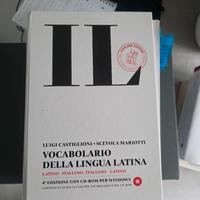 IL
LUIGI CASTIGLIONI • SCEVOLA MARIOTTI
VOCABOLARIO
DELLA LINGUA LATINA
LATINO · ITALIANO / ITALIANO · LATINO
4ª EDIZIONE CON CD-ROM PER WINDOWS